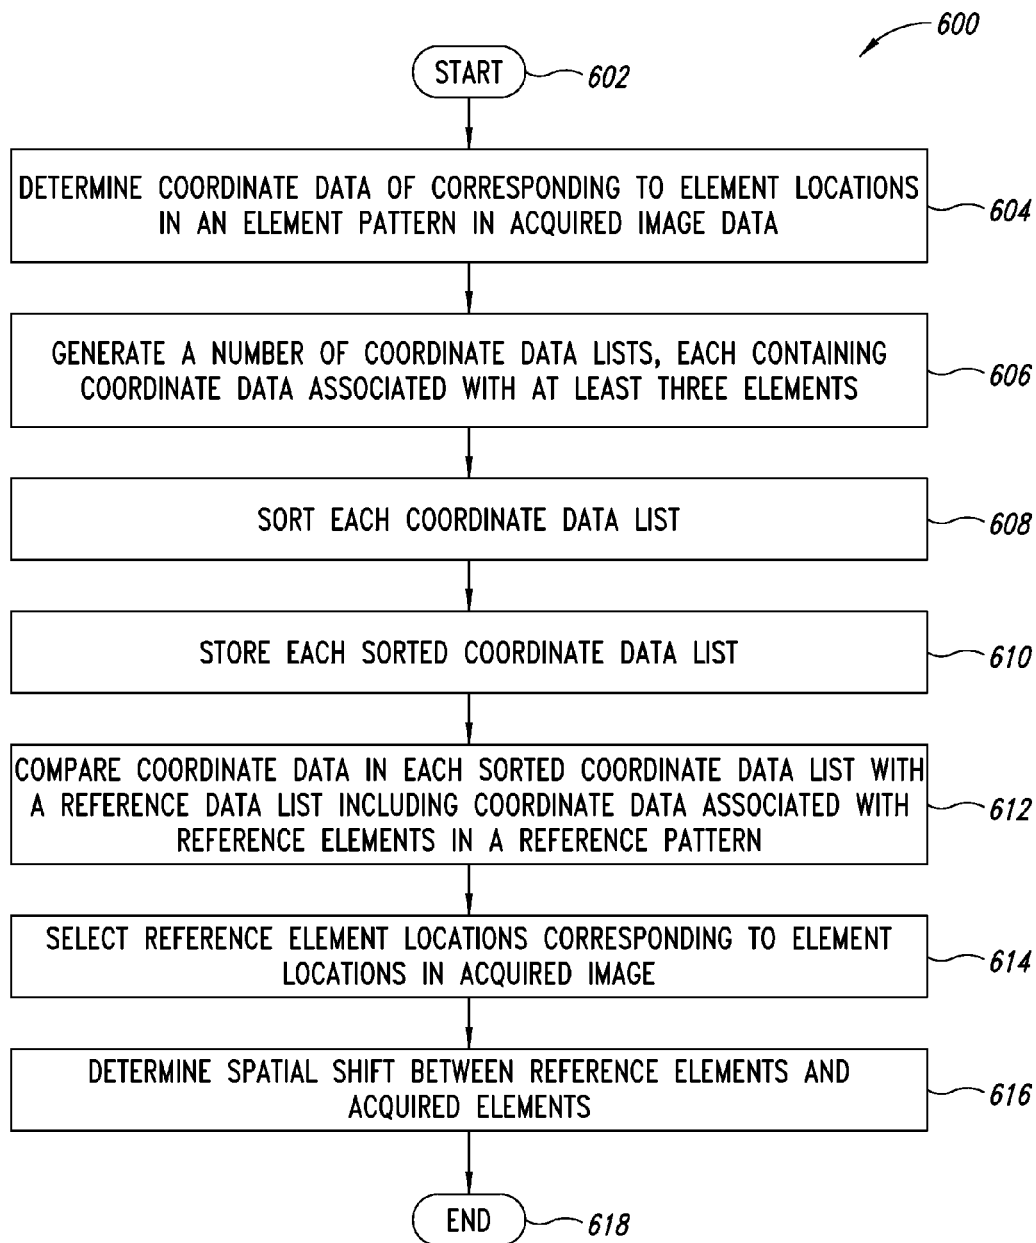 600
START
602
DETERMINE COORDINATE DATA OF CORRESPONDING TO ELEMENT LOCATIONS
IN AN ELEMENT PATTERN IN ACQUIRED IMAGE DATA
604
GENERATE A NUMBER OF COORDINATE DATA LISTS, EACH CONTAINING
COORDINATE DATA ASSOCIATED WITH AT LEAST THREE ELEMENTS
606
SORT EACH COORDINATE DATA LIST
608
STORE EACH SORTED COORDINATE DATA LIST
610
COMPARE COORDINATE DATA IN EACH SORTED COORDINATE DATA LIST WITH
A REFERENCE DATA LIST INCLUDING COORDINATE DATA ASSOCIATED WITH
REFERENCE ELEMENTS IN A REFERENCE PATTERN
612
SELECT REFERENCE ELEMENT LOCATIONS CORRESPONDING TO ELEMENT
LOCATIONS IN ACQUIRED IMAGE
614
DETERMINE SPATIAL SHIFT BETWEEN REFERENCE ELEMENTS AND
ACQUIRED ELEMENTS
616
END
618